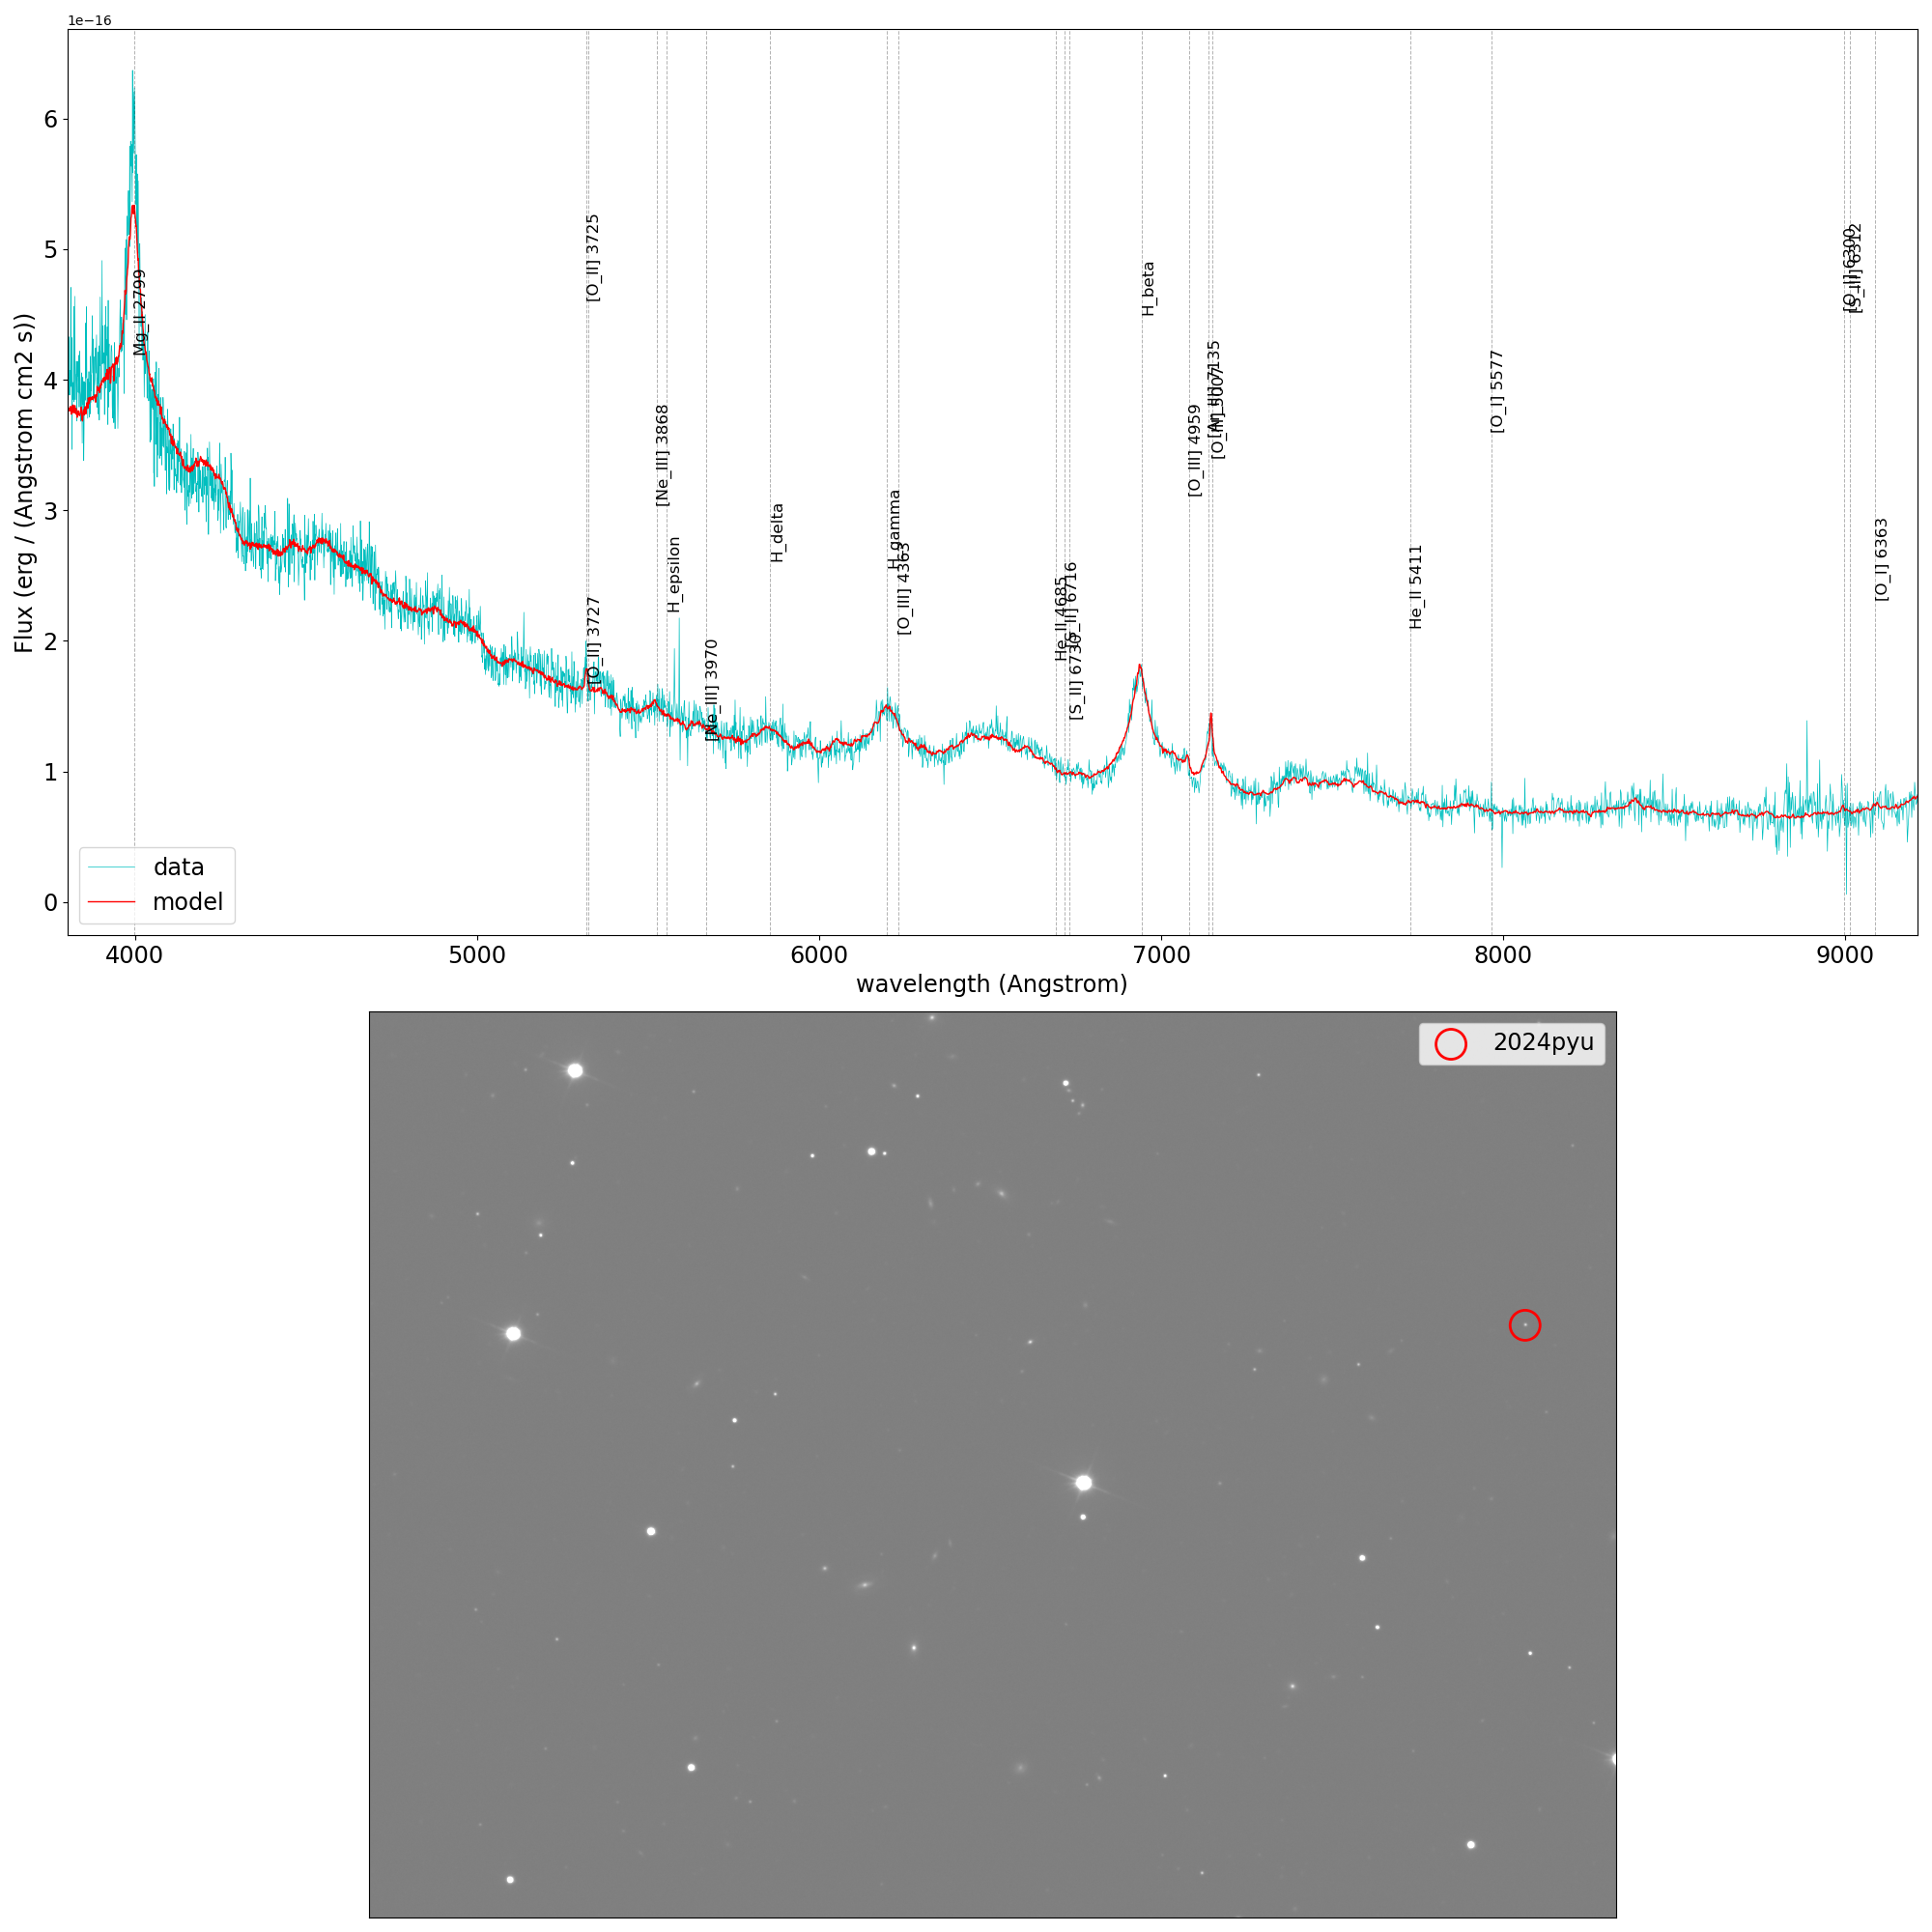 1e−16
Flux (erg / (Angstrom cm2 s))
6
5
4
3
2
1
0
Mg_II 2799
[O_II] 3725
[O_II] 3727
[Ne_III] 3868
H_epsilon
[Ne_III] 3970
H_delta
H_gamma
[O_III] 4363
He_II 4685
[S_II] 6716
[S_II] 6730
H_beta
[O_III] 4959
[Ar_III] 7135
[O_III] 5007
He_II 5411
[O_I] 5577
[O_I] 6300
[S_III] 6312
[O_I] 6363
data
model
4000 5000 6000 7000 8000 9000
wavelength (Angstrom)
2024pyu